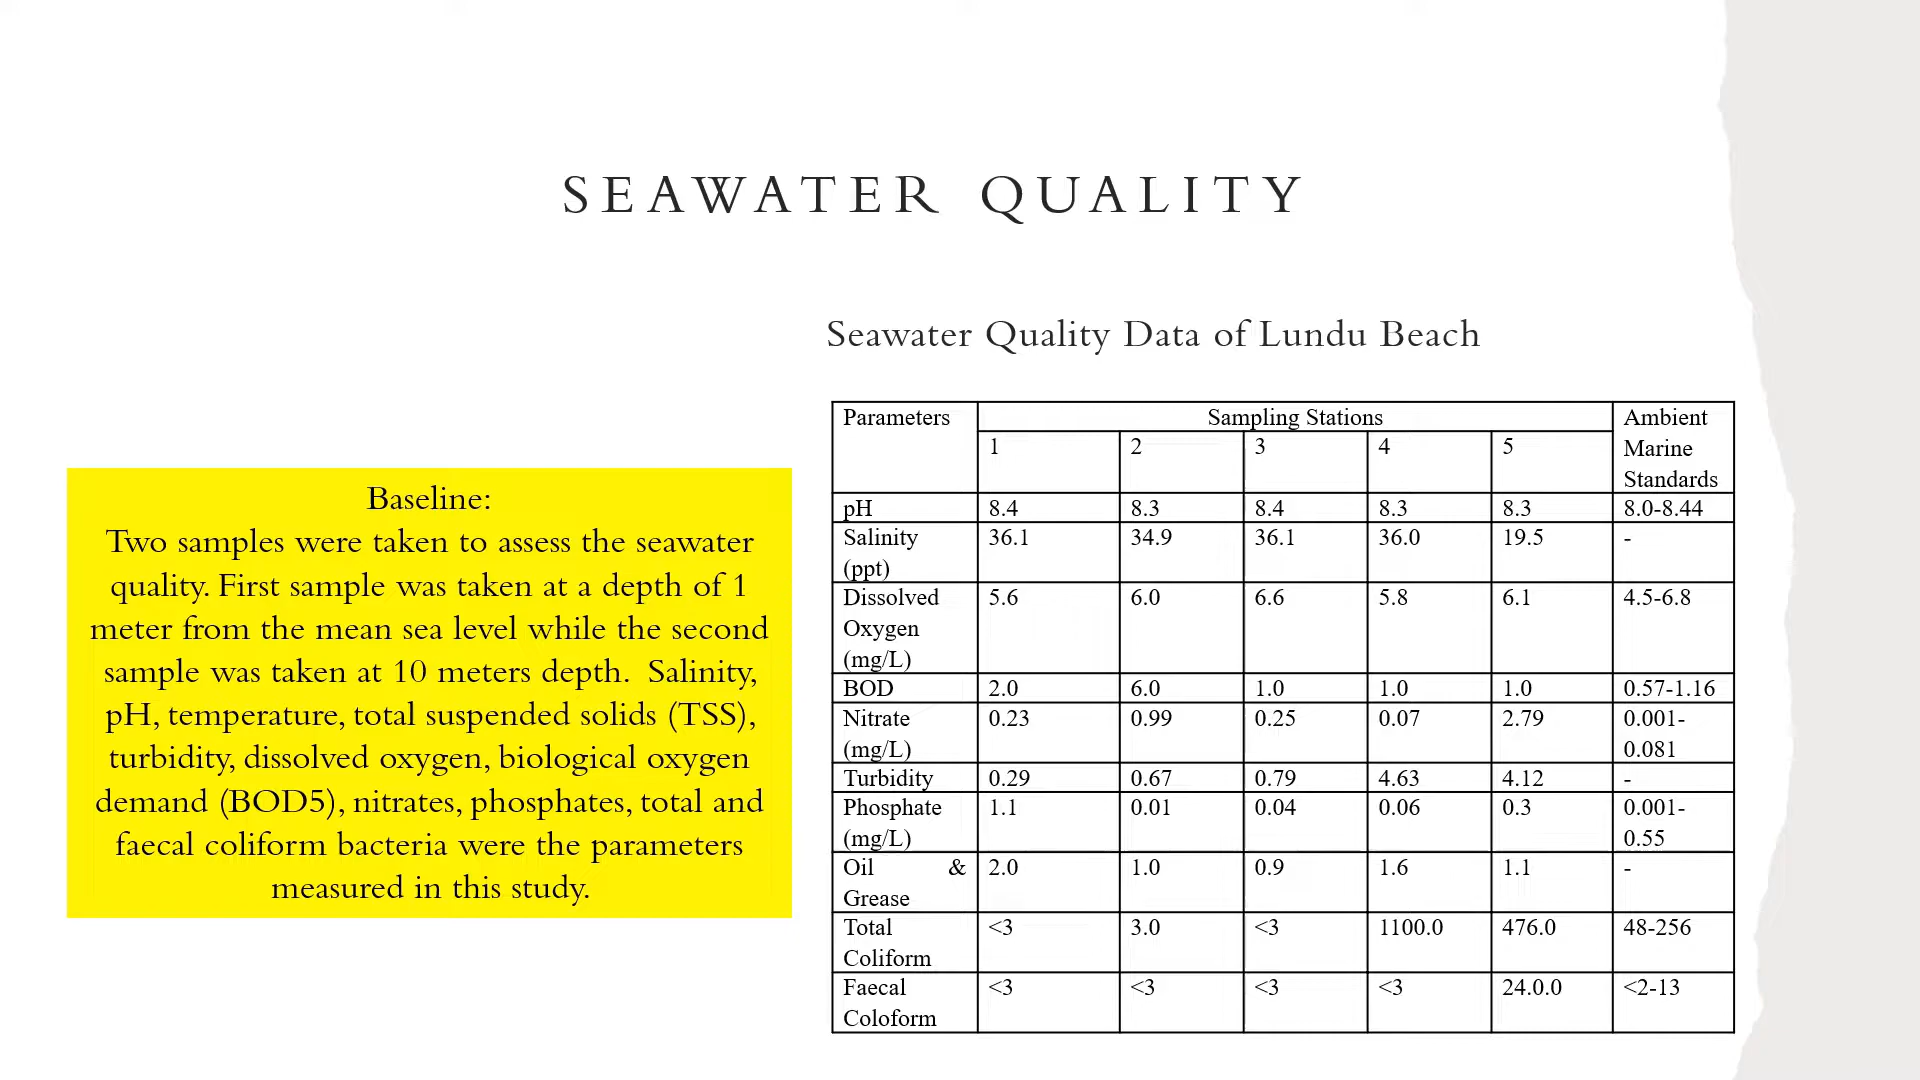 SEAWATER QUALITY
Seawater Quality Data of Lundu Beach
Baseline:
Two samples were taken to assess the seawater
quality. First sample was taken at a depth of 1
meter from the mean sea level while the second
sample was taken at 10 meters depth. Salinity,
pH, temperature, total suspended solids (TSS),
turbidity, dissolved oxygen, biological oxygen
demand (BOD5), nitrates, phosphates, total and
faecal coliform bacteria were the parameters
measured in this study.
Parameters Sampling Stations Ambient
1 2 3 4 5 Marine
Standards
pH 8.4 8.3 8.4 8.3 8.3 8.0-8.44
Salinity 36.1 34.9 36.1 36.0 19.5 -
(ppt)
Dissolved 5.6 6.0 6.6 5.8 6.1 4.5-6.8
Oxygen
(mg/L)
BOD 2.0 6.0 1.0 1.0 1.0 0.57-1.16
Nitrate 0.23 0.99 0.25 0.07 2.79 0.001-
(mg/L) 0.081
Turbidity 0.29 0.67 0.79 4.63 4.12 -
Phosphate 1.1 0.01 0.04 0.06 0.3 0.001-
(mg/L) 0.55
Oil & 2.0 1.0 0.9 1.6 1.1 -
Grease
Total <3 3.0 <3 1100.0 476.0 48-256
Coliform
Faecal <3 <3 <3 <3 24.0.0 <2-13
Coloform